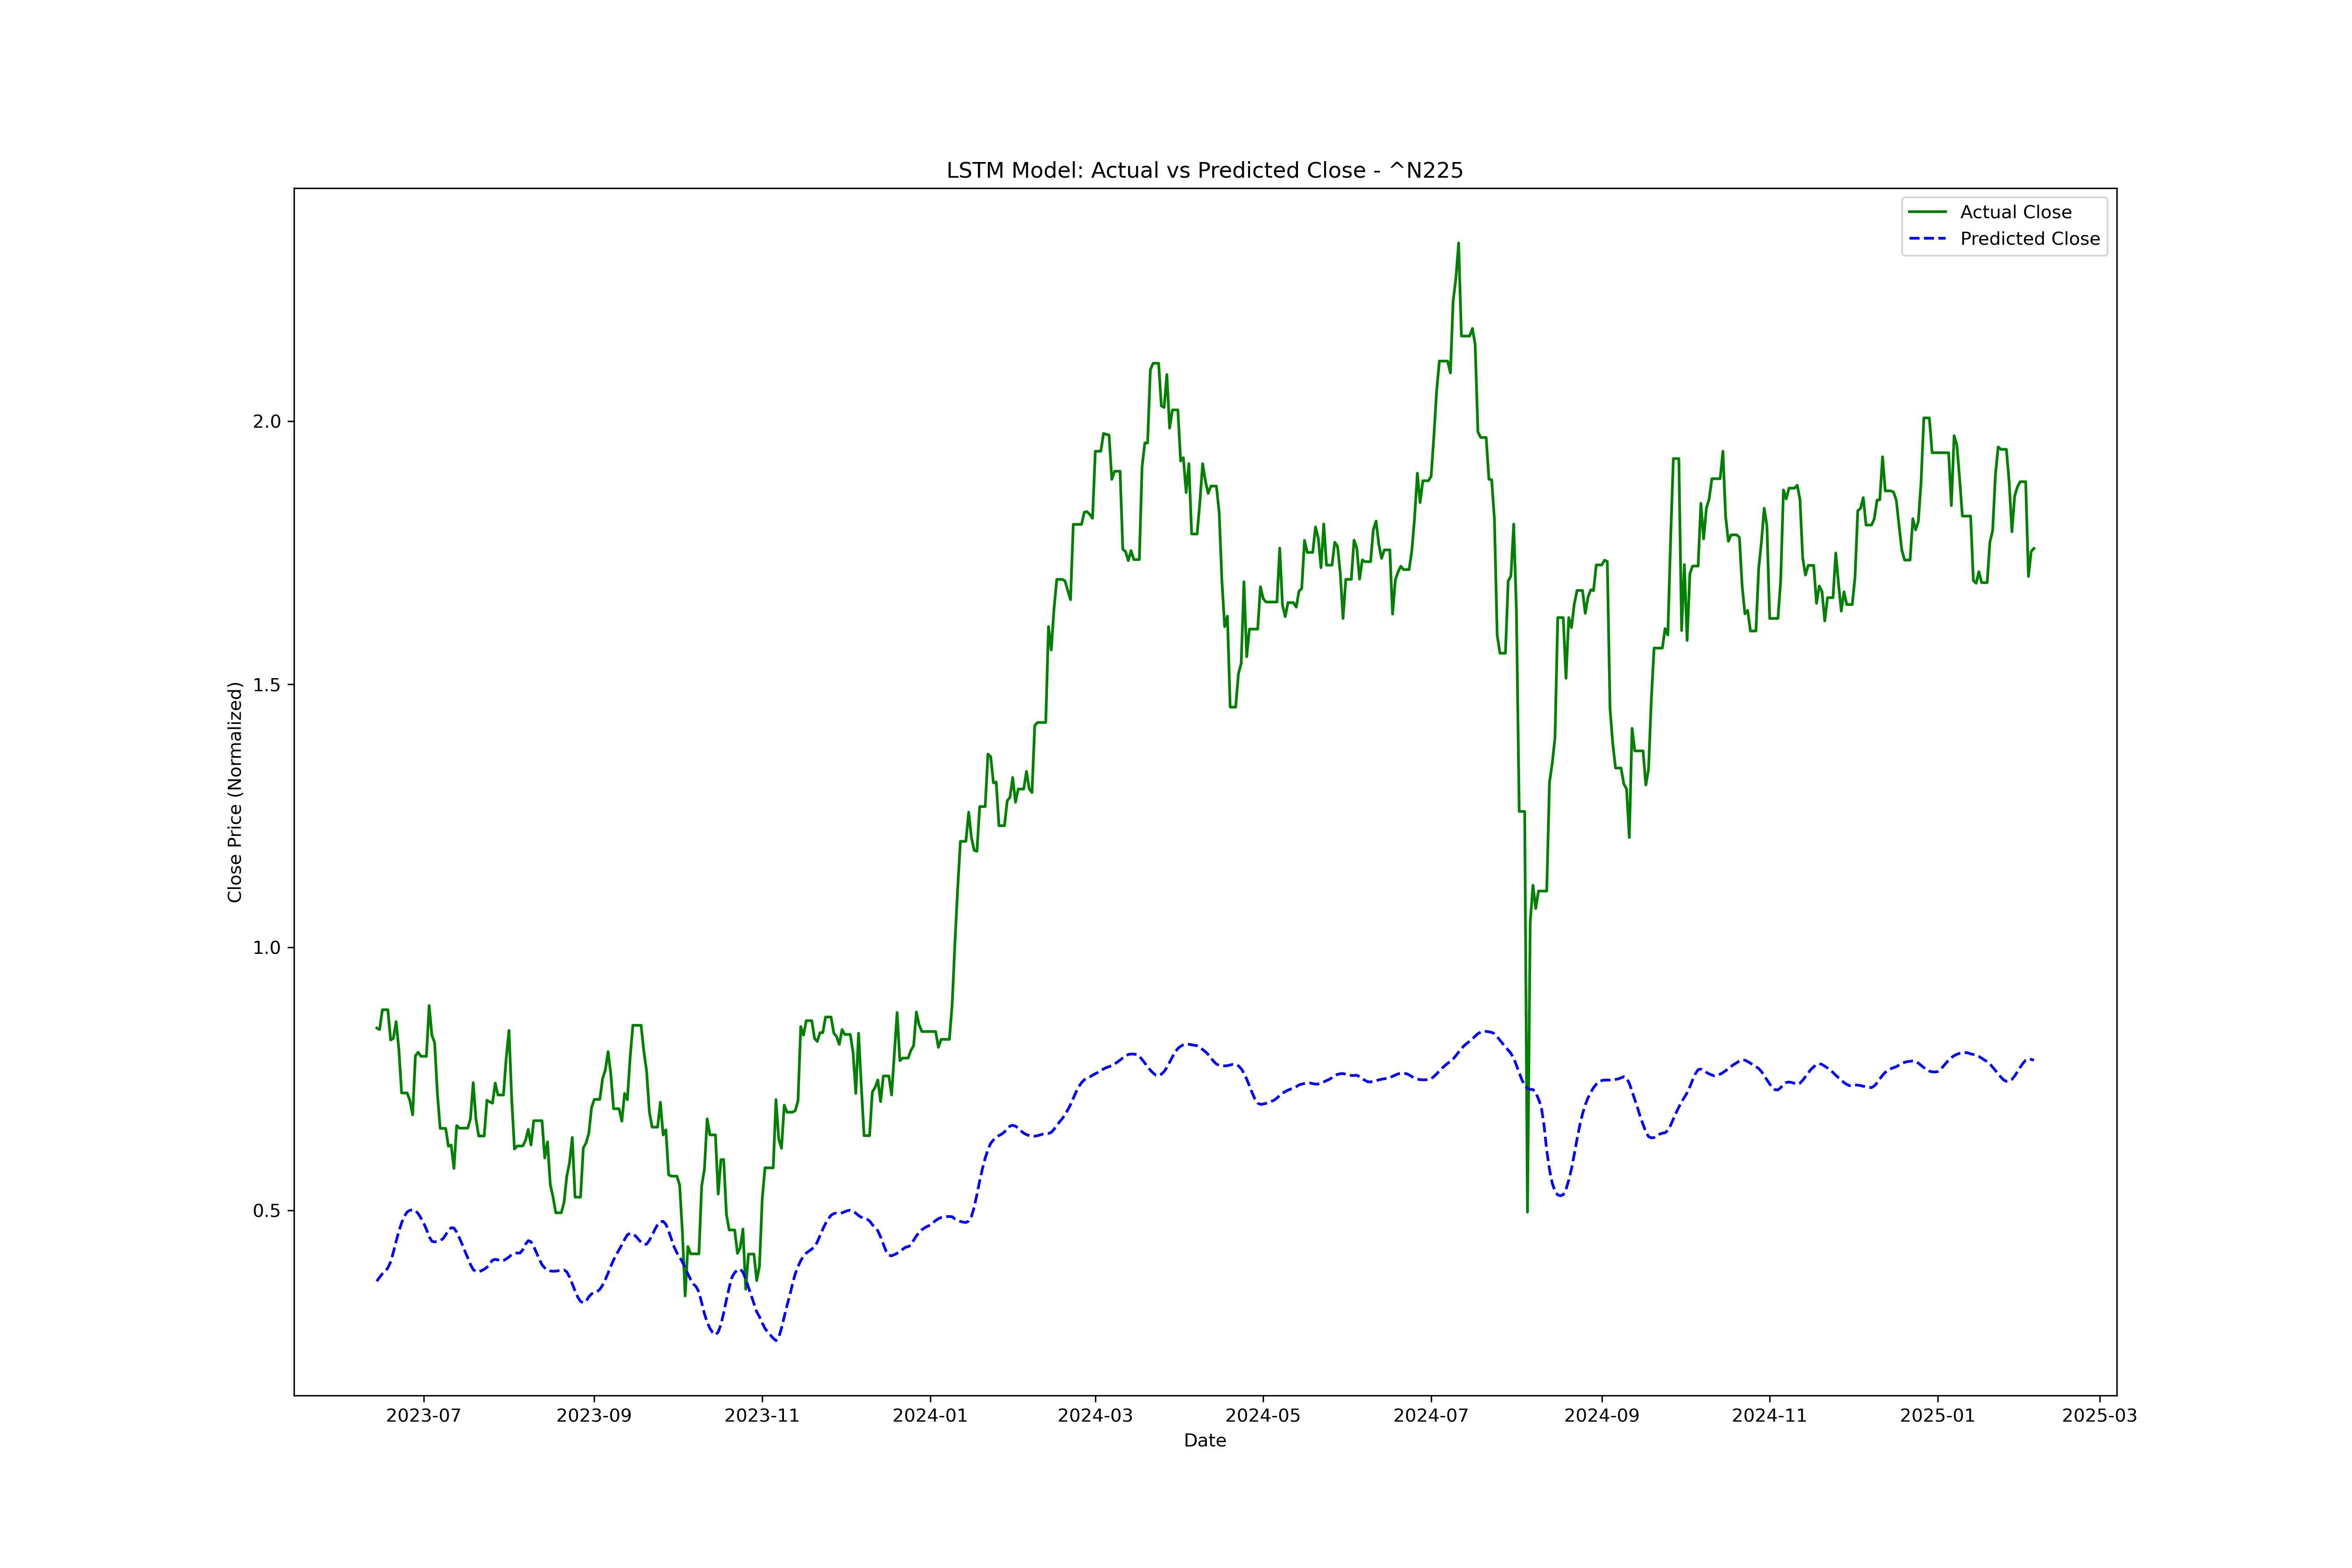 LSTM Model: Actual vs Predicted Close - ^N225
Actual Close
Predicted Close
Close Price (Normalized)
2.0
1.5
1.0
0.5
2023-07 2023-09 2023-11 2024-01 2024-03 2024-05 2024-07 2024-09 2024-11 2025-01 2025-03
Date